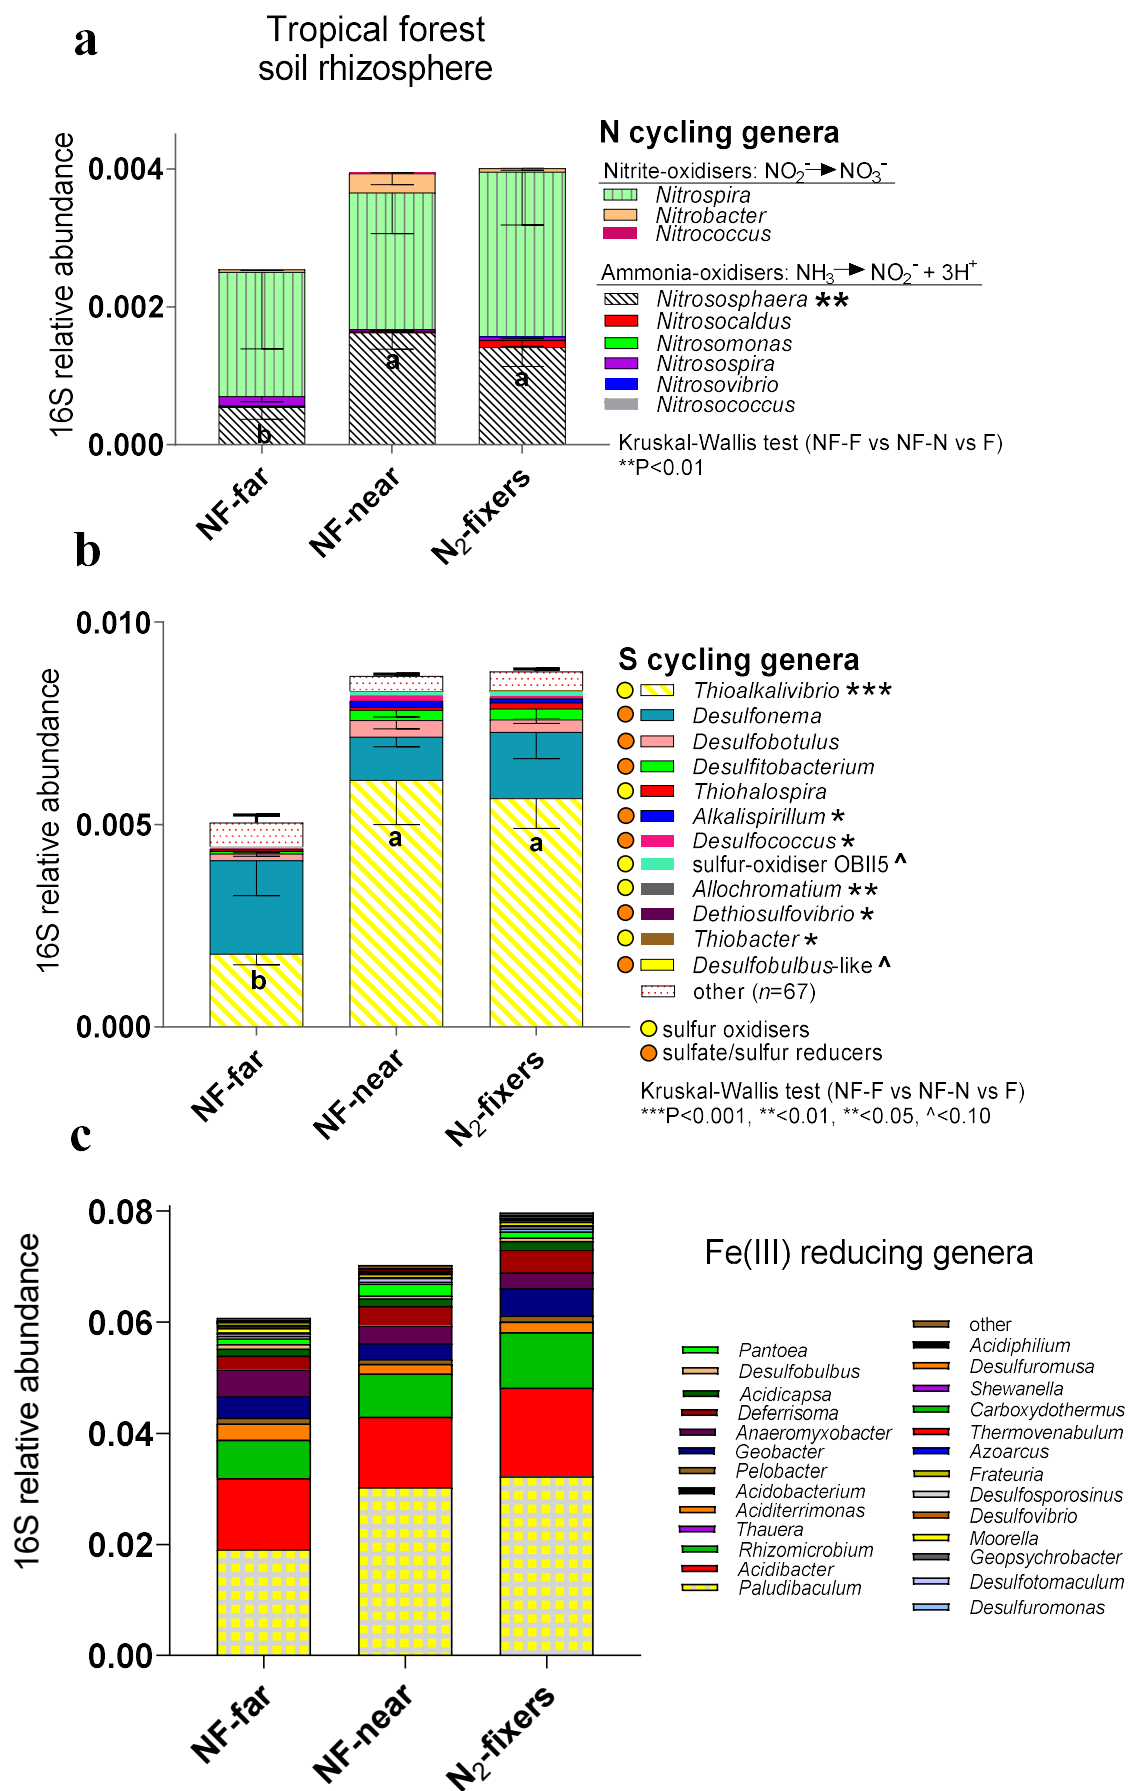 a
Tropical forest
soil rhizosphere
16S relative abundance
0.004
0.002
0.000
b
a
a
NF-far
NF-near
N2-fixers
N cycling genera
Nitrite-oxidisers: NO2- → NO3-
Nitrospira
Nitrobacter
Nitrococcus
Ammonia-oxidisers: NH3 → NO2- + 3H+
Nitrososphaera **
Nitrosocaldus
Nitrosomonas
Nitrosospira
Nitrosovibrio
Nitrosococcus
Kruskal-Wallis test (NF-F vs NF-N vs F)
**P<0.01
b
16S relative abundance
0.010
0.005
0.000
b
a
a
NF-far
NF-near
N2-fixers
S cycling genera
Thioalkalivibrio ***
Desulfonema
Desulfobotulus
Desulfitobacterium
Thiohalospira
Alkalispirillum *
Desulfococcus *
sulfur-oxidiser OBII5 ^
Allochromatium **
Dethiosulfovibrio *
Thiobacter *
Desulfobulbus-like ^
other (n=67)
sulfur oxidisers
sulfate/sulfur reducers
Kruskal-Wallis test (NF-F vs NF-N vs F)
***P<0.001, **<0.01, **<0.05, ^<0.10
c
16S relative abundance
0.08
0.06
0.04
0.02
0.00
NF-far
NF-near
N2-fixers
Fe(III) reducing genera
Pantoea
Desulfobulbus
Acidicapsa
Deferrisoma
Anaeromyxobacter
Geobacter
Pelobacter
Acidobacterium
Aciditerrimonas
Thauera
Rhizomicrobium
Acidibacter
Paludibaculum
other
Acidiphilium
Desulfuromusa
Shewanella
Carboxydothermus
Thermovenabulum
Azoarcus
Frateuria
Desulfosporosinus
Desulfovibrio
Moorella
Geopsychrobacter
Desulfotomaculum
Desulfuromonas